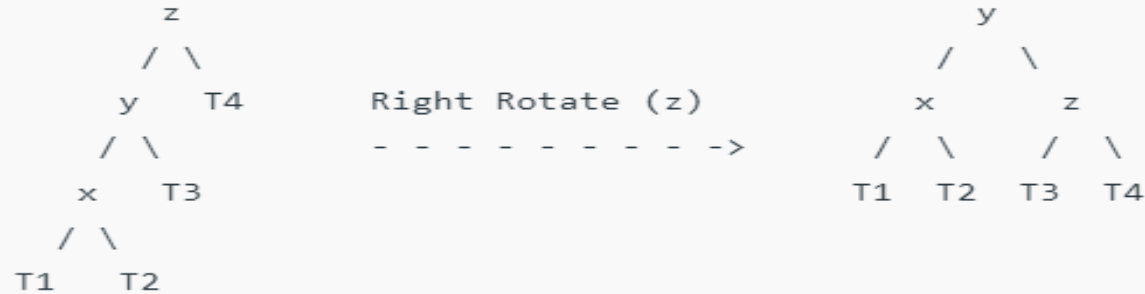 z                                      y
/ \                                   /     \
y   T4      Right Rotate (z)          x      z
/ \          - - - - - - - - ->      /  \    /  \
x   T3                               T1  T2  T3  T4
/ \
T1   T2